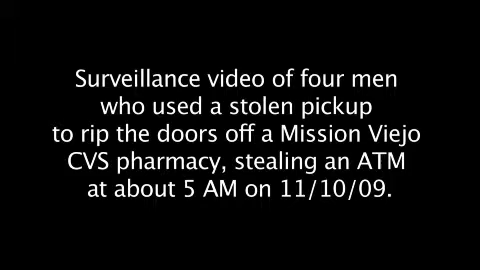 Surveillance video of four men
who used a stolen pickup
to rip the doors off a Mission Viejo
CVS pharmacy, stealing an ATM
at about 5 AM on 11/10/09.